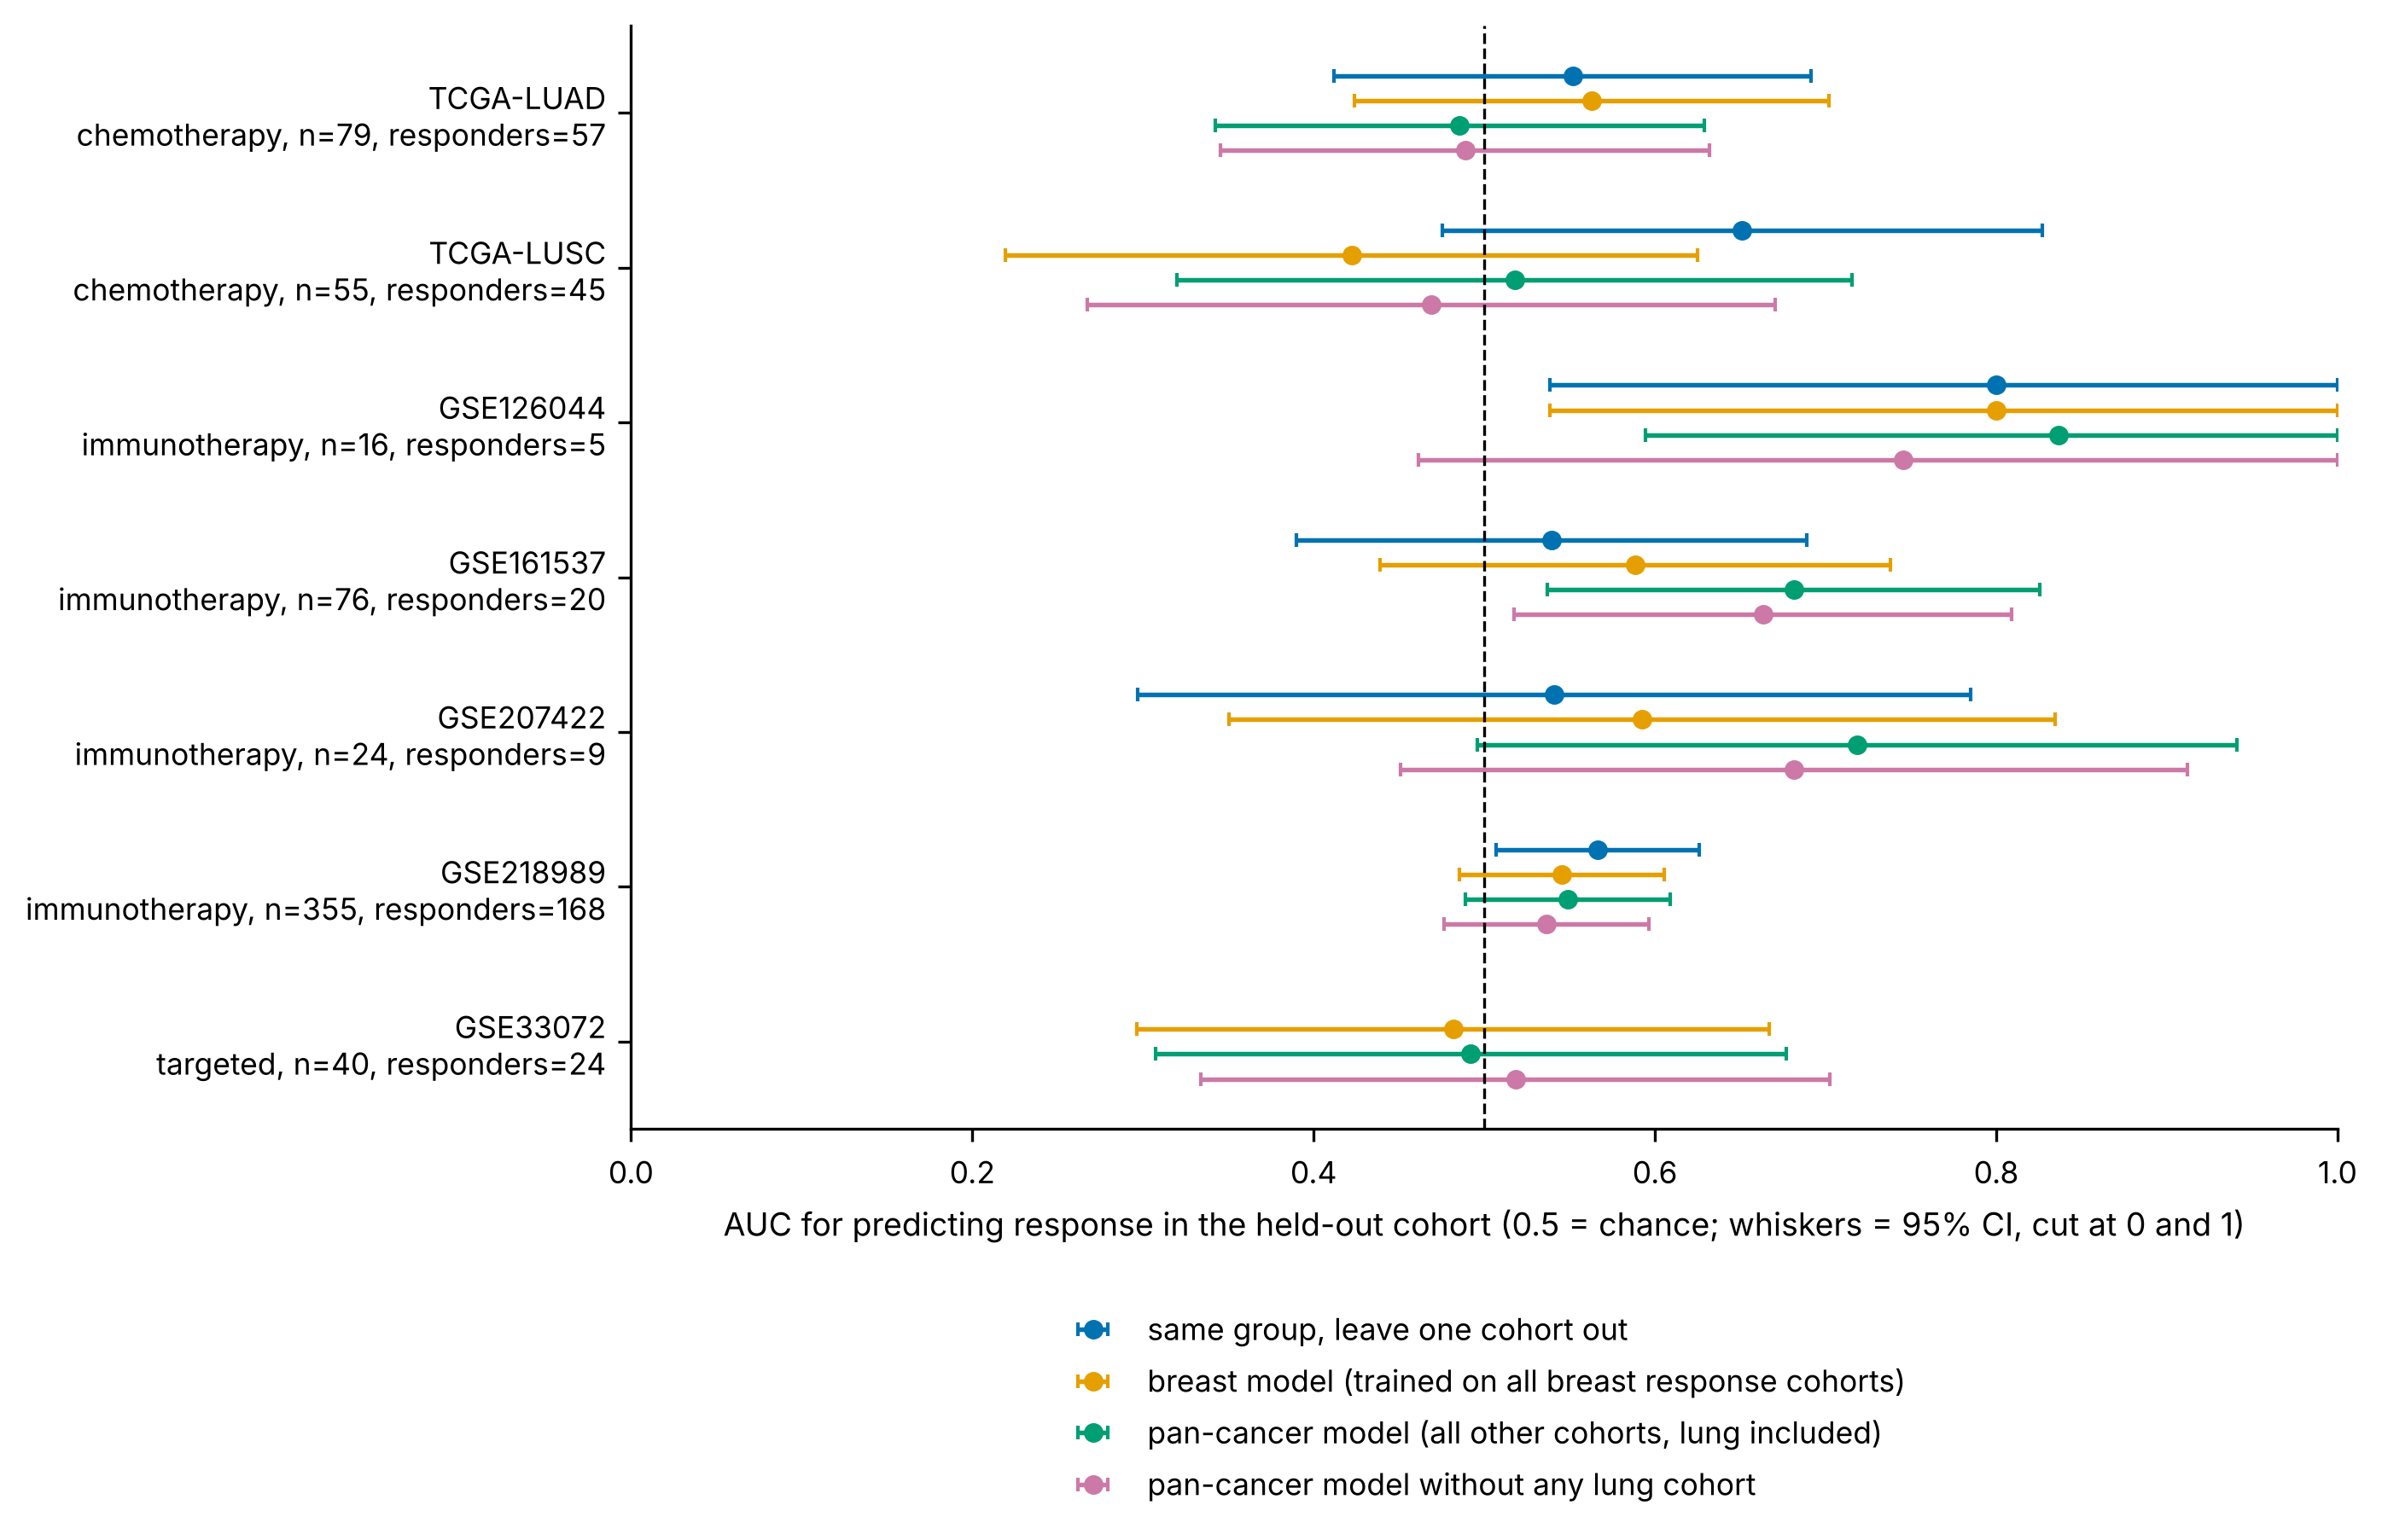 TCGA-LUAD
chemotherapy, n=79, responders=57
TCGA-LUSC
chemotherapy, n=55, responders=45
GSE126044
immunotherapy, n=16, responders=5
GSE161537
immunotherapy, n=76, responders=20
GSE207422
immunotherapy, n=24, responders=9
GSE218989
immunotherapy, n=355, responders=168
GSE33072
targeted, n=40, responders=24
0.0 0.2 0.4 0.6 0.8 1.0
AUC for predicting response in the held-out cohort (0.5 = chance; whiskers = 95% CI, cut at 0 and 1)
same group, leave one cohort out
breast model (trained on all breast response cohorts)
pan-cancer model (all other cohorts, lung included)
pan-cancer model without any lung cohort